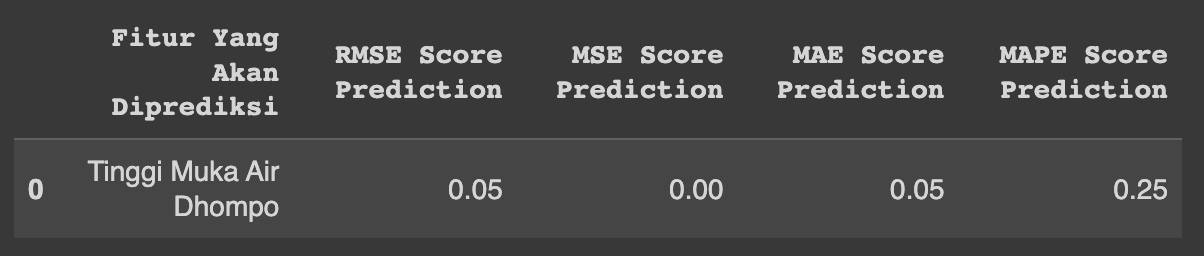 Fitur Yang
Akan
Diprediksi
RMSE Score
Prediction
MSE Score
Prediction
MAE Score
Prediction
MAPE Score
Prediction
0
Tinggi Muka Air
Dhompo
0.05
0.00
0.05
0.25